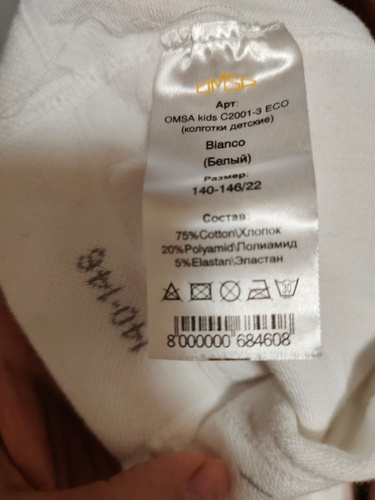 OMSA
Арт:
OMSA kids C2001-3 ECO
(колготки детские)
Bianco
(Белый)
Размер:
140-146/22
Состав
75%Cotton\Хлопок
20%Polyamid\Полиамид
5%Elastan\Эластан
30
8 000000 684608
140-146